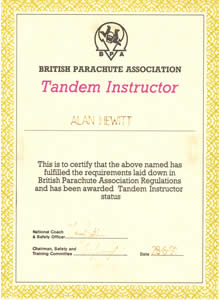 B P A
BRITISH PARACHUTE ASSOCIATION
Tandem Instructor
ALAN HEWITT
This is to certify that the above named has
fulfilled the requirements laid down in
British Parachute Association Regulations
and has been awarded Tandem Instructor
status
National Coach
& Safety Officer
Chairman, Safety and
Training Committee
Date